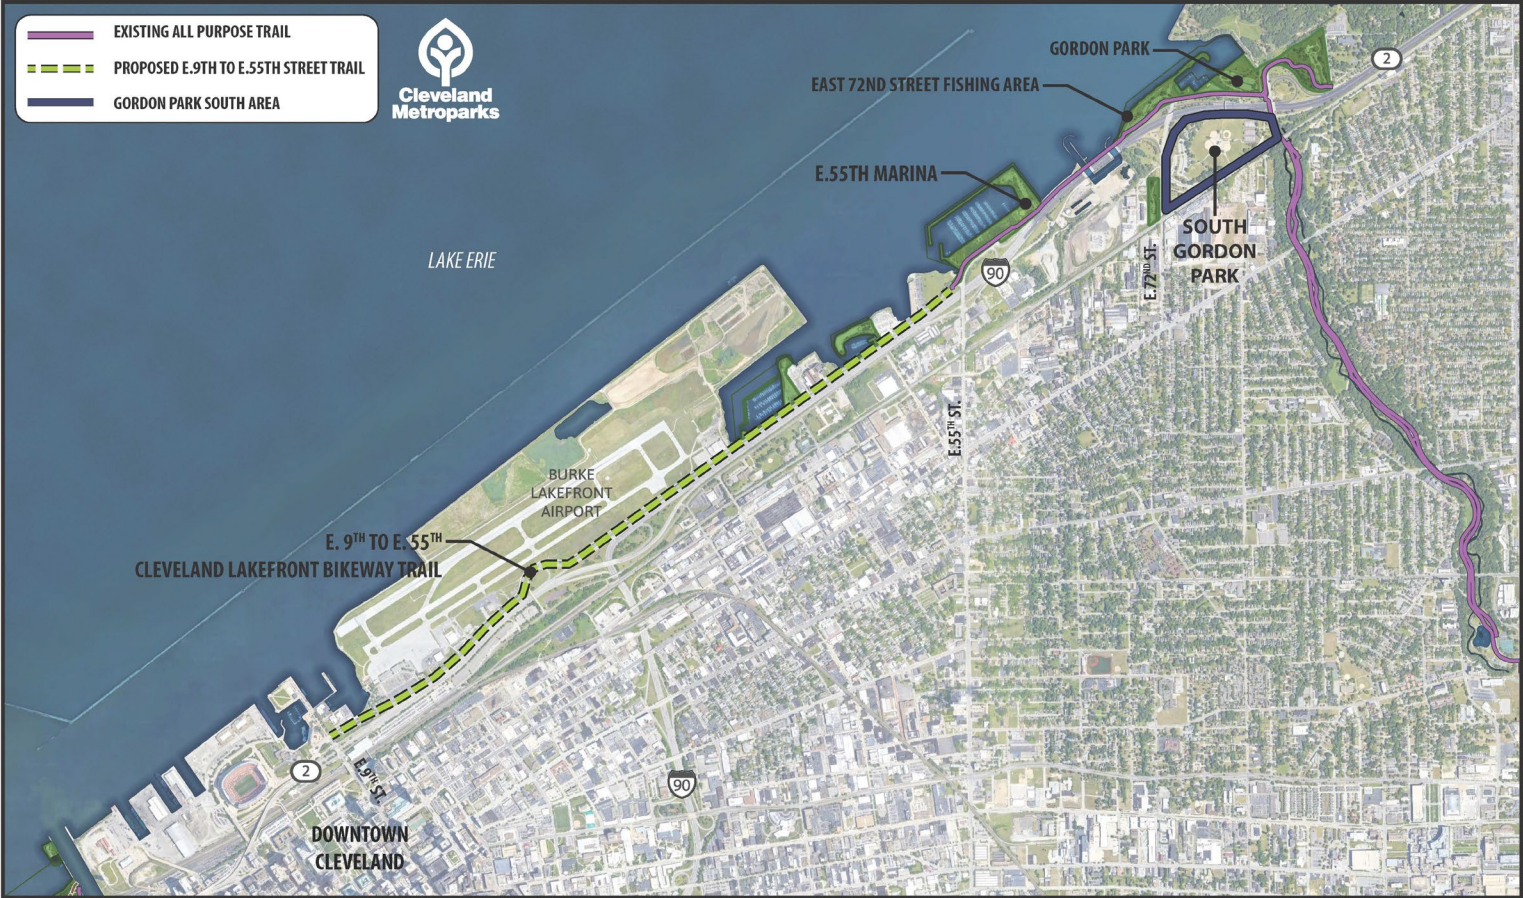 EXISTING ALL PURPOSE TRAIL
PROPOSED E.9TH TO E.55TH STREET TRAIL
GORDON PARK SOUTH AREA
Cleveland
Metroparks
GORDON PARK
2
EAST 72ND STREET FISHING AREA
E.55TH MARINA
SOUTH
GORDON
PARK
E.72ND ST.
LAKE ERIE
90
E.55TH ST.
BURKE
LAKEFRONT
AIRPORT
E. 9TH TO E. 55TH
CLEVELAND LAKEFRONT BIKEWAY TRAIL
2
E.9TH ST.
90
DOWNTOWN
CLEVELAND